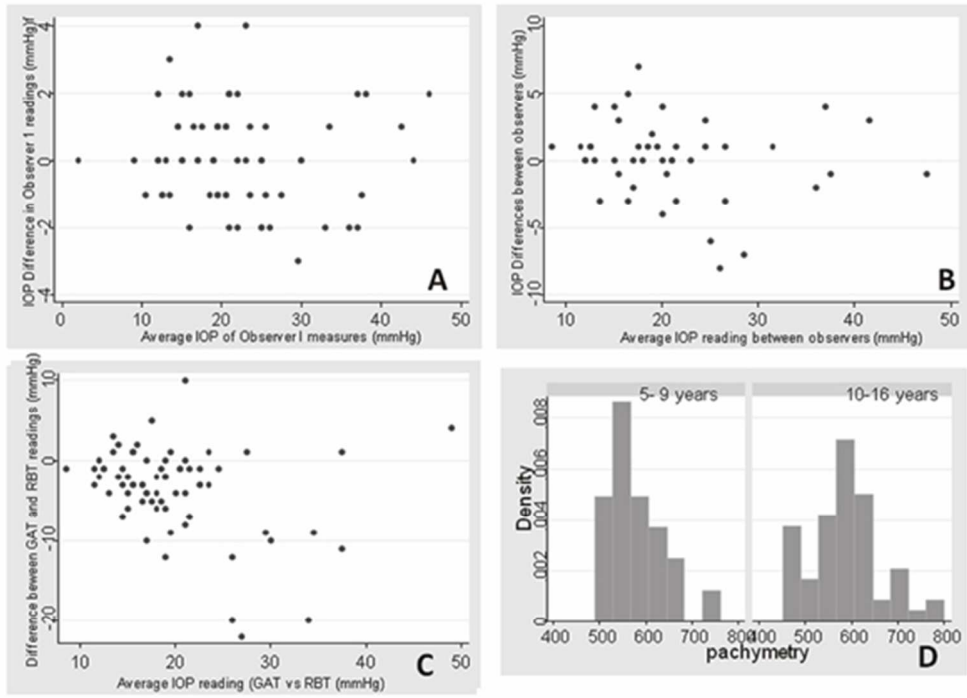 IOP Difference in Observer 1 readings (mmHg)f
4
2
0
-2
-4
A
0 10 20 30 40 50
Average IOP of Observer I measures (mmHg)
IOP Differences beween observers (mmHg)
10
5
0
-5
-10
B
10 20 30 40 50
Average IOP reading between observers (mmHg)
Difference beween GAT and RBT readings (mmHg)
10
0
-10
-20
C
10 20 30 40 50
Average IOP reading (GAT vs RBT (mmHg)
5- 9 years 10-16 years
Density
.008
.006
.004
.002
0
400 500 600 700 800 400 500 600 700 800
pachymetry
D